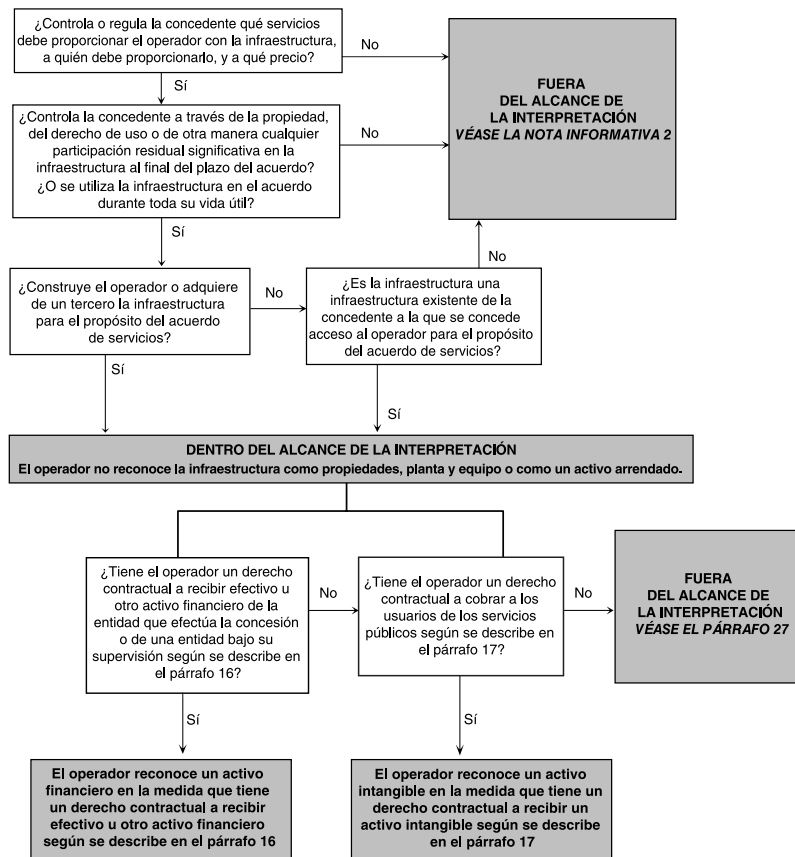 ¿Controla o regula la concedente qué servicios
debe proporcionar el operador con la infraestructura,
a quién debe proporcionarlo, y a qué precio?
No
FUERA
DEL ALCANCE DE
LA INTERPRETACIÓN
VÉASE LA NOTA INFORMATIVA 2
Sí
¿Controla la concedente a través de la propiedad,
del derecho de uso o de otra manera cualquier
participación residual significativa en la
infraestructura al final del plazo del acuerdo?
¿O se utiliza la infraestructura en el acuerdo
durante toda su vida útil?
No
Sí
No
¿Construye el operador o adquiere
de un tercero la infraestructura
para el propósito del acuerdo
de servicios?
No
¿Es la infraestructura una
infraestructura existente de la
concedente a la que se concede
acceso al operador para el propósito
del acuerdo de servicios?
Sí
Sí
DENTRO DEL ALCANCE DE LA INTERPRETACIÓN
El operador no reconoce la infraestructura como propiedades, planta y equipo o como un activo arrendado.
¿Tiene el operador un derecho
contractual a recibir efectivo u
otro activo financiero de la
entidad que efectúa la concesión
o de una entidad bajo su
supervisión según se describe en
el párrafo 16?
No
¿Tiene el operador un derecho
contractual a cobrar a los
usuarios de los servicios
públicos según se describe en
el párrafo 17?
No
FUERA
DEL ALCANCE DE
LA INTERPRETACIÓN
VÉASE EL PÁRRAFO 27
Sí
Sí
El operador reconoce un activo
financiero en la medida que tiene
un derecho contractual a recibir
efectivo u otro activo financiero
según se describe en el párrafo 16
El operador reconoce un activo
intangible en la medida que tiene un
derecho contractual a recibir un
activo intangible según se describe
en el párrafo 17